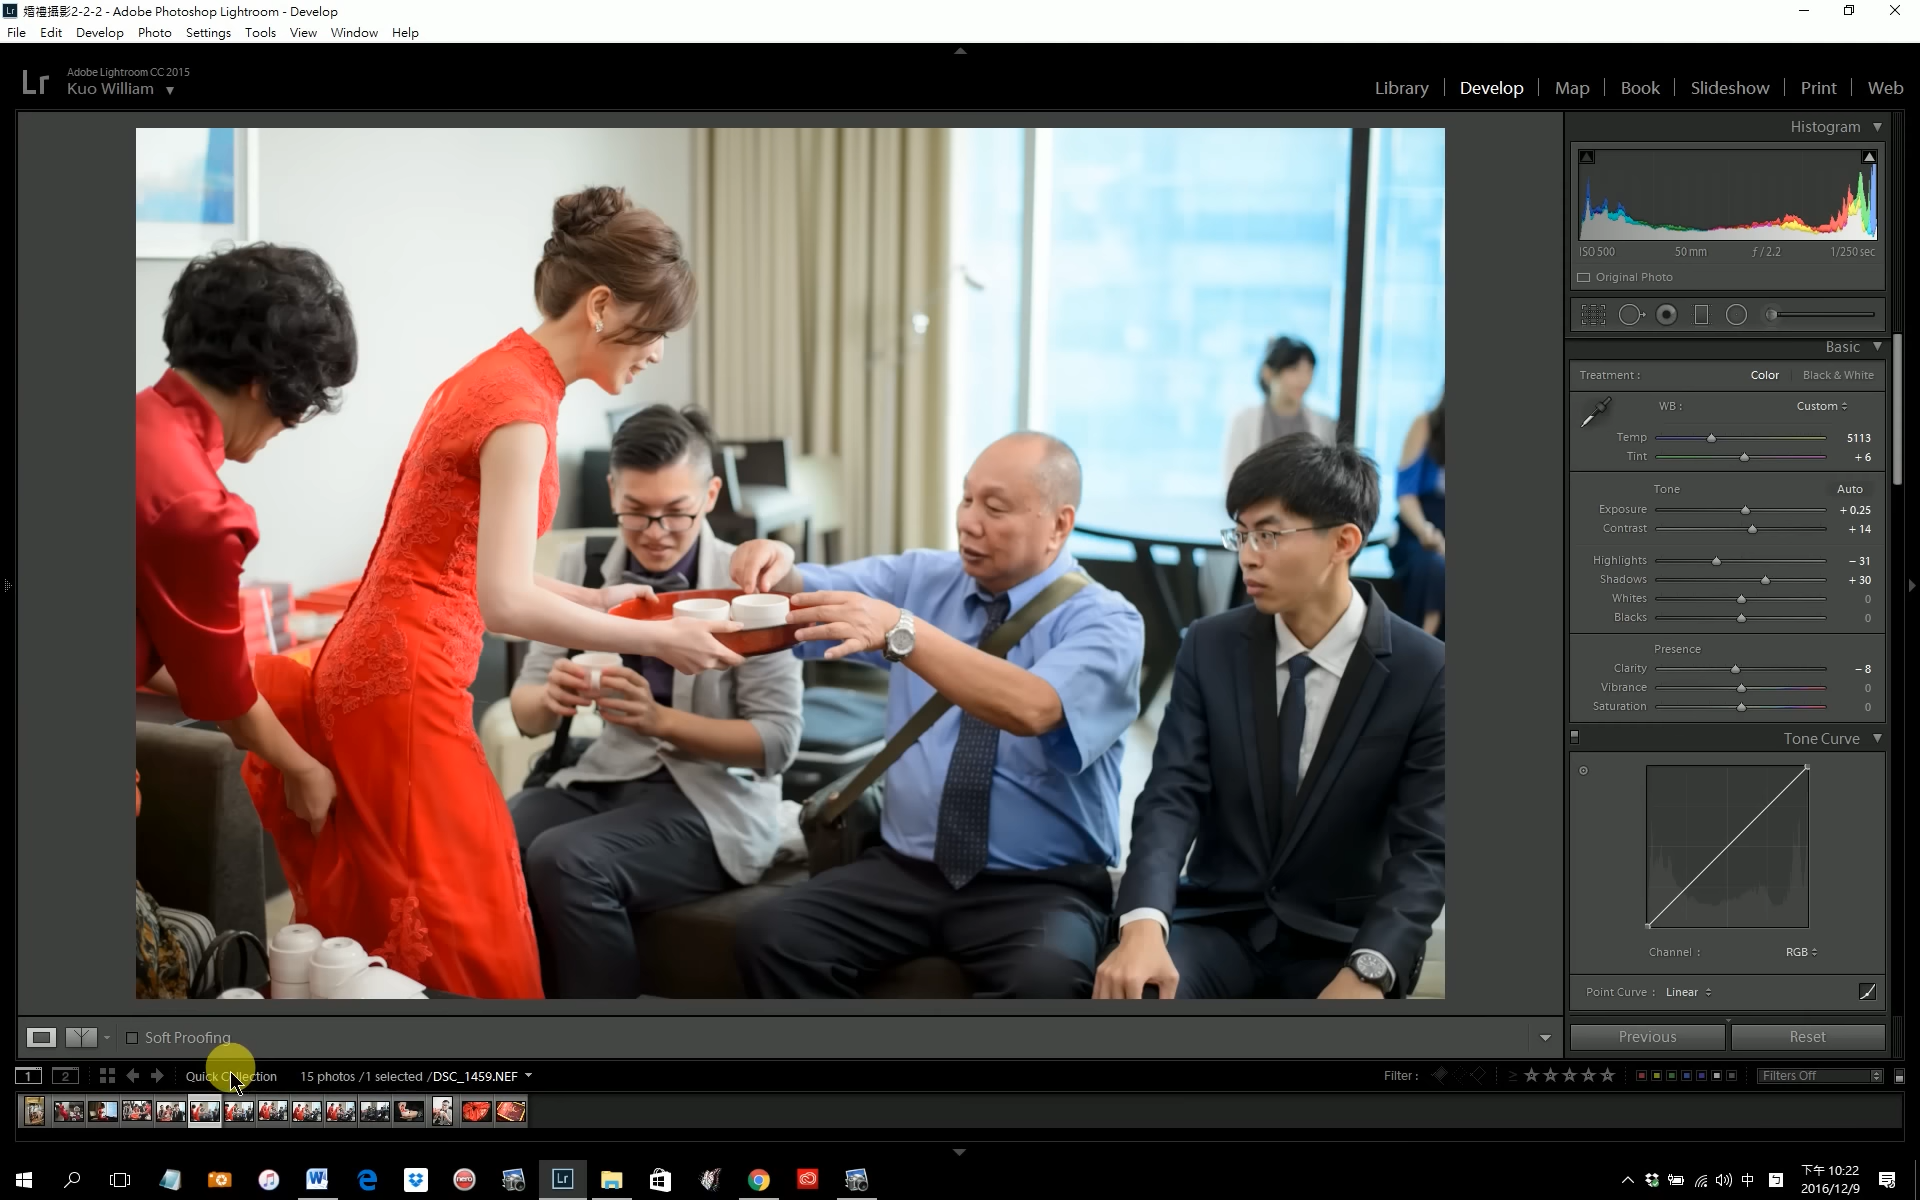 婚禮攝影2-2-2 - Adobe Photoshop Lightroom - Develop
File Edit Develop Photo Settings Tools View Window Help
Lr
Adobe Lightroom CC 2015
Kuo William
Library Develop Map Book Slideshow Print Web
Histogram
ISO 500 50 mm ƒ / 2.2 1/250 sec
Original Photo
Basic
Treatment : Color Black & White
WB : Custom
Temp 5113
Tint + 6
Tone Auto
Exposure + 0.25
Contrast + 14
Highlights − 31
Shadows + 30
Whites 0
Blacks 0
Presence
Clarity − 8
Vibrance 0
Saturation 0
Tone Curve
Channel : RGB
Point Curve : Linear
Previous Reset
Soft Proofing
1 2 Quick Collection 15 photos /1 selected /DSC_1459.NEF Filter : Filters Off
下午 10:22
中
2016/12/9